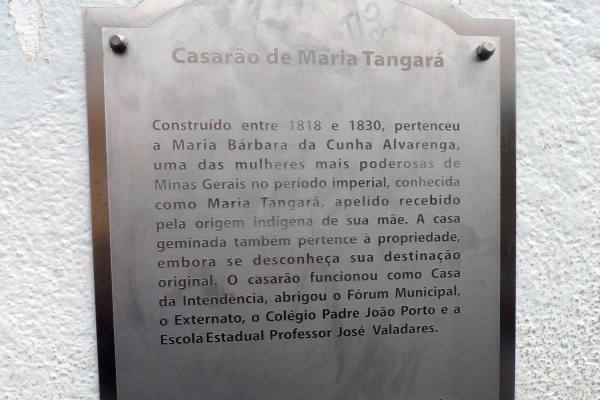 Casarão de Maria Tangará
Construído entre 1818 e 1830, pertenceu
a Maria Bárbara da Cunha Alvarenga,
uma das mulheres mais poderosas de
Minas Gerais no período imperial, conhecida
como Maria Tangará, apelido recebido
pela origem indígena de sua mãe. A casa
geminada também pertence à propriedade,
embora se desconheça sua destinação
original. O casarão funcionou como Casa
da Intendência, abrigou o Fórum Municipal,
o Externato, o Colégio Padre João Porto e a
Escola Estadual Professor José Valadares.